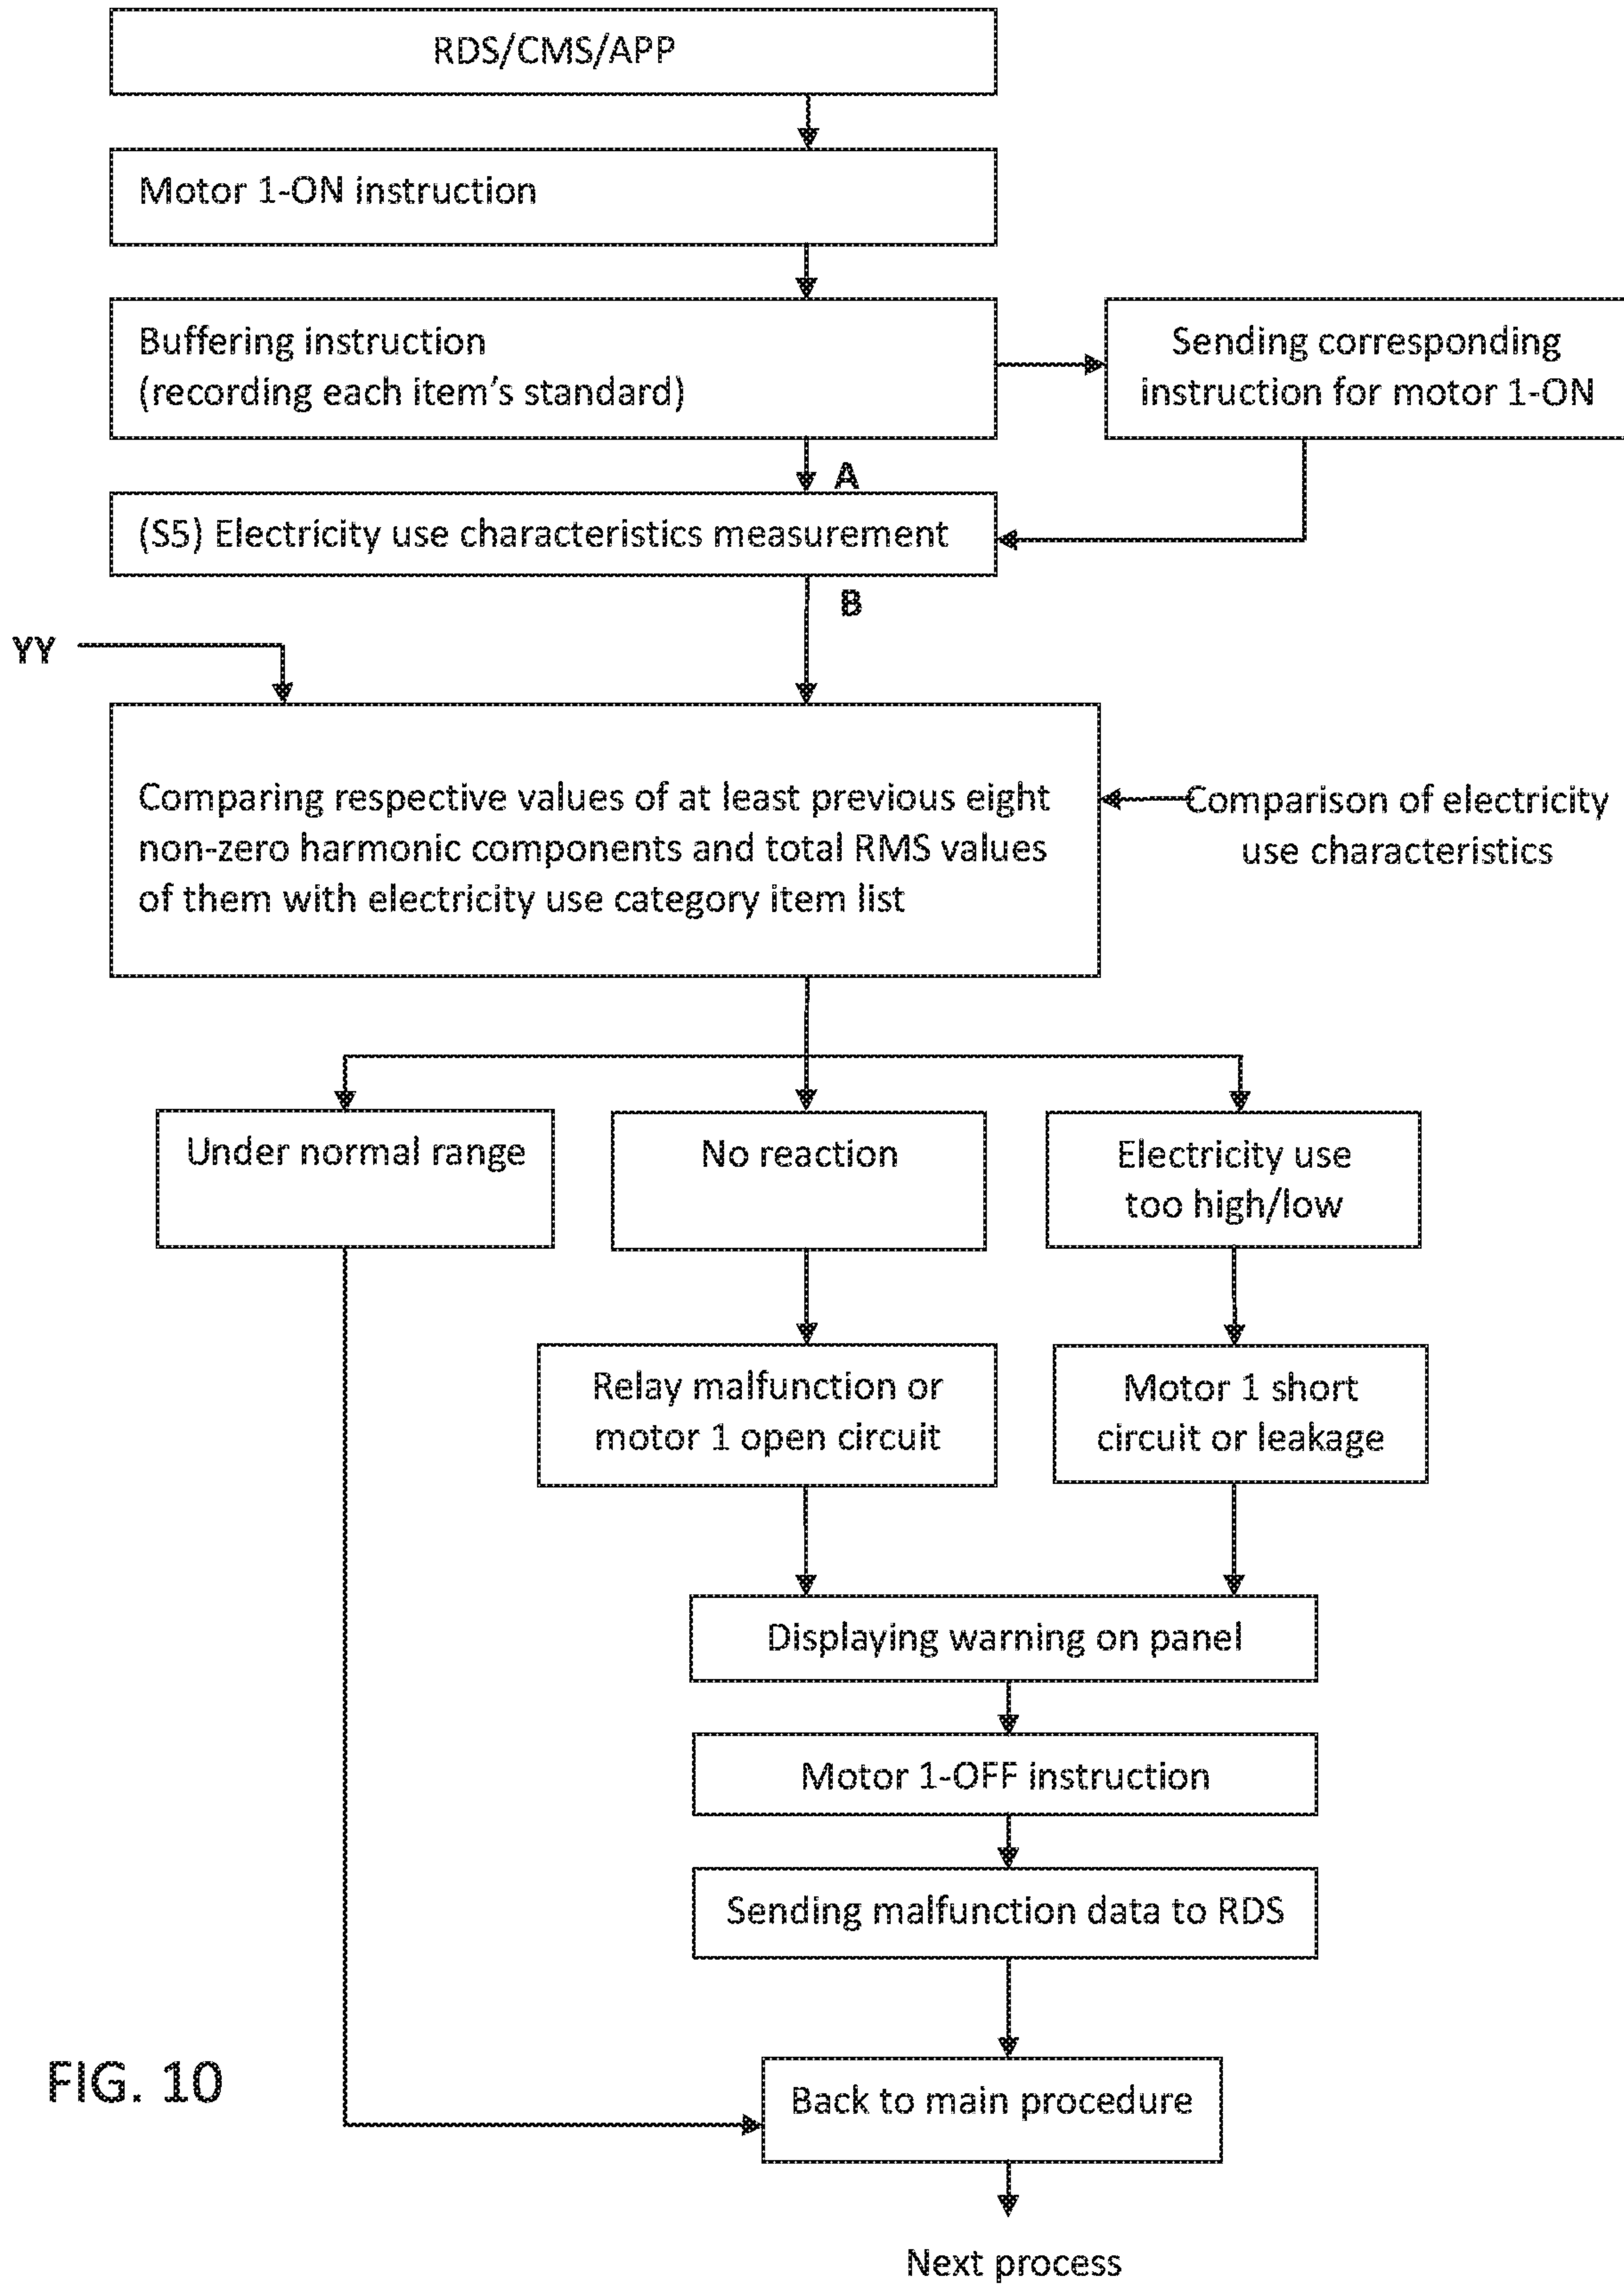 RDS/CMS/APP
Motor 1-ON instruction
Buffering instruction
(recording each item's standard)
Sending corresponding
instruction for motor 1-ON
A
(S5) Electricity use characteristics measurement
B
YY
Comparing respective values of at least previous eight
non-zero harmonic components and total RMS values
of them with electricity use category item list
Comparison of electricity
use characteristics
Under normal range
No reaction
Electricity use
too high/low
Relay malfunction or
motor 1 open circuit
Motor 1 short
circuit or leakage
Displaying warning on panel
Motor 1-OFF instruction
Sending malfunction data to RDS
FIG. 10
Back to main procedure
Next process